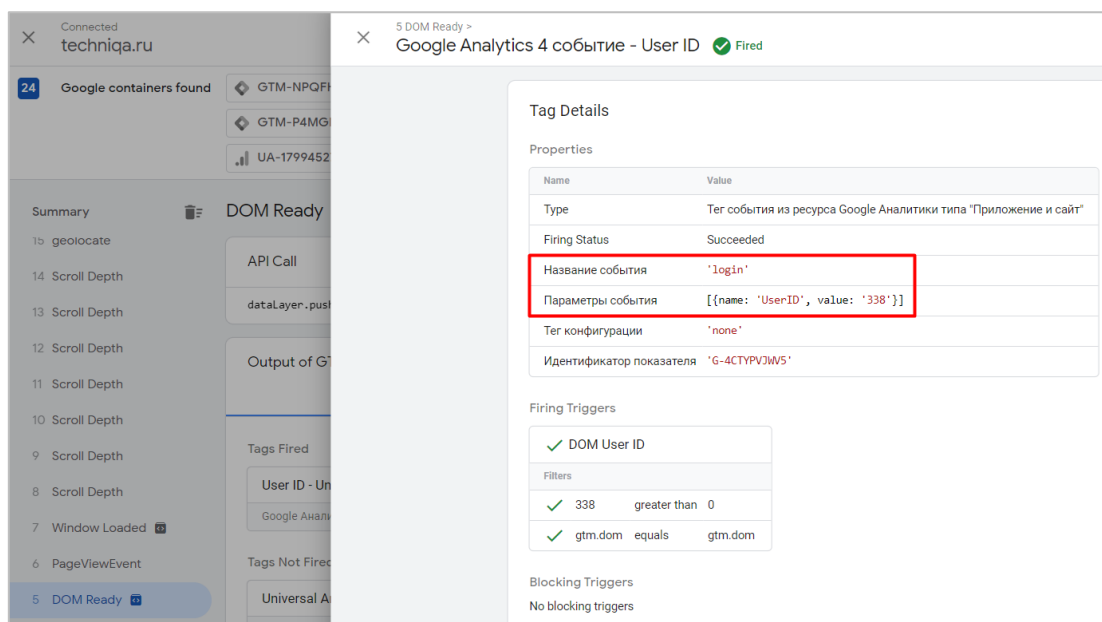 Connected
techniqa.ru
24 Google containers found
GTM-NPQFH
GTM-P4MG
UA-1799452
Summary
15 geolocate
14 Scroll Depth
13 Scroll Depth
12 Scroll Depth
11 Scroll Depth
10 Scroll Depth
9 Scroll Depth
8 Scroll Depth
7 Window Loaded
6 PageViewEvent
5 DOM Ready
DOM Ready
API Call
dataLayer.push
Output of GT
Tags Fired
User ID - Un
Google Анали
Tags Not Fired
Universal A
5 DOM Ready >
Google Analytics 4 событие - User ID Fired
Tag Details
Properties
Name Value
Type Тег события из ресурса Google Аналитики типа "Приложение и сайт"
Firing Status Succeeded
Название события 'login'
Параметры события [{name: 'UserID', value: '338'}]
Тег конфигурации 'none'
Идентификатор показателя 'G-4CTYPVJWV5'
Firing Triggers
DOM User ID
Filters
338 greater than 0
gtm.dom equals gtm.dom
Blocking Triggers
No blocking triggers